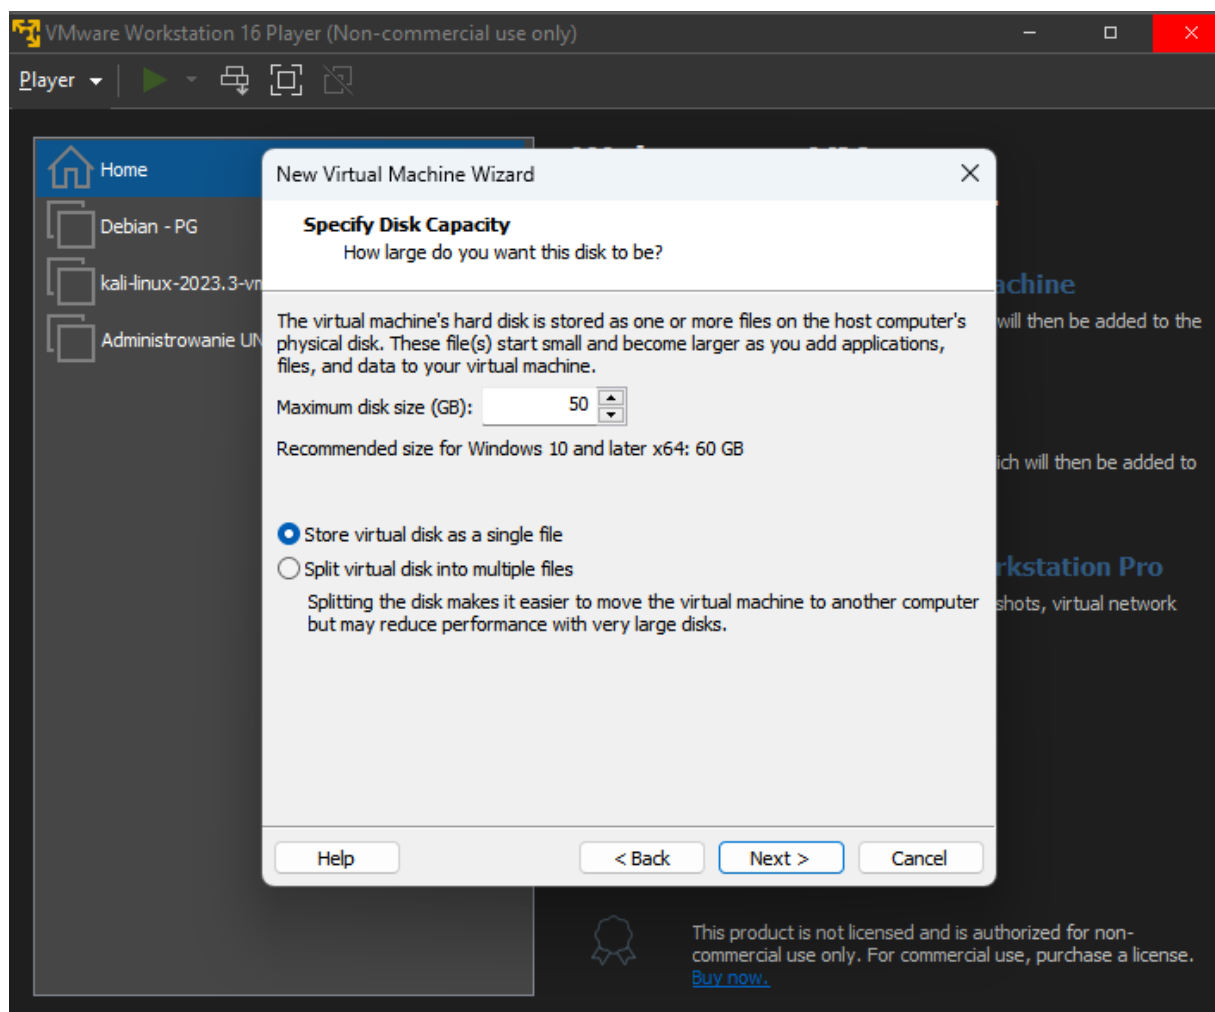 VMware Workstation 16 Player (Non-commercial use only)
Player
Home
Debian - PG
kali-linux-2023.3-vm
Administrowanie UN
New Virtual Machine Wizard
Specify Disk Capacity
How large do you want this disk to be?
The virtual machine's hard disk is stored as one or more files on the host computer's
physical disk. These file(s) start small and become larger as you add applications,
files, and data to your virtual machine.
Maximum disk size (GB): 50
Recommended size for Windows 10 and later x64: 60 GB
Store virtual disk as a single file
Split virtual disk into multiple files
Splitting the disk makes it easier to move the virtual machine to another computer
but may reduce performance with very large disks.
Help
< Back
Next >
Cancel
achine
will then be added to the
ich will then be added to
rkstation Pro
shots, virtual network
This product is not licensed and is authorized for non-
commercial use only. For commercial use, purchase a license.
Buy now.